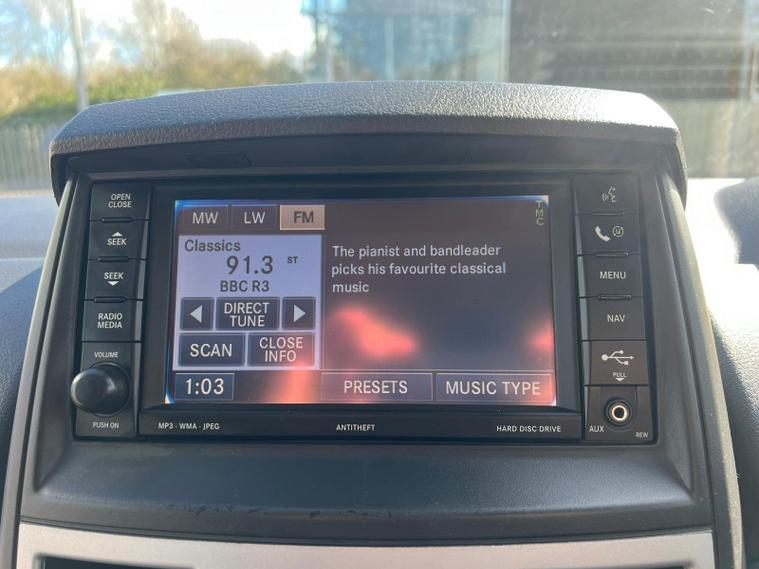 OPEN
CLOSE
SEEK
SEEK
RADIO
MEDIA
VOLUME
PUSH ON
MW LW FM
TMC
Classics
91.3 ST
BBC R3
DIRECT
TUNE
SCAN
CLOSE
INFO
1:03
The pianist and bandleader
picks his favourite classical
music
PRESETS
MUSIC TYPE
MENU
NAV
PULL
AUX
REW
MP3 - WMA - JPEG
ANTITHEFT
HARD DISC DRIVE